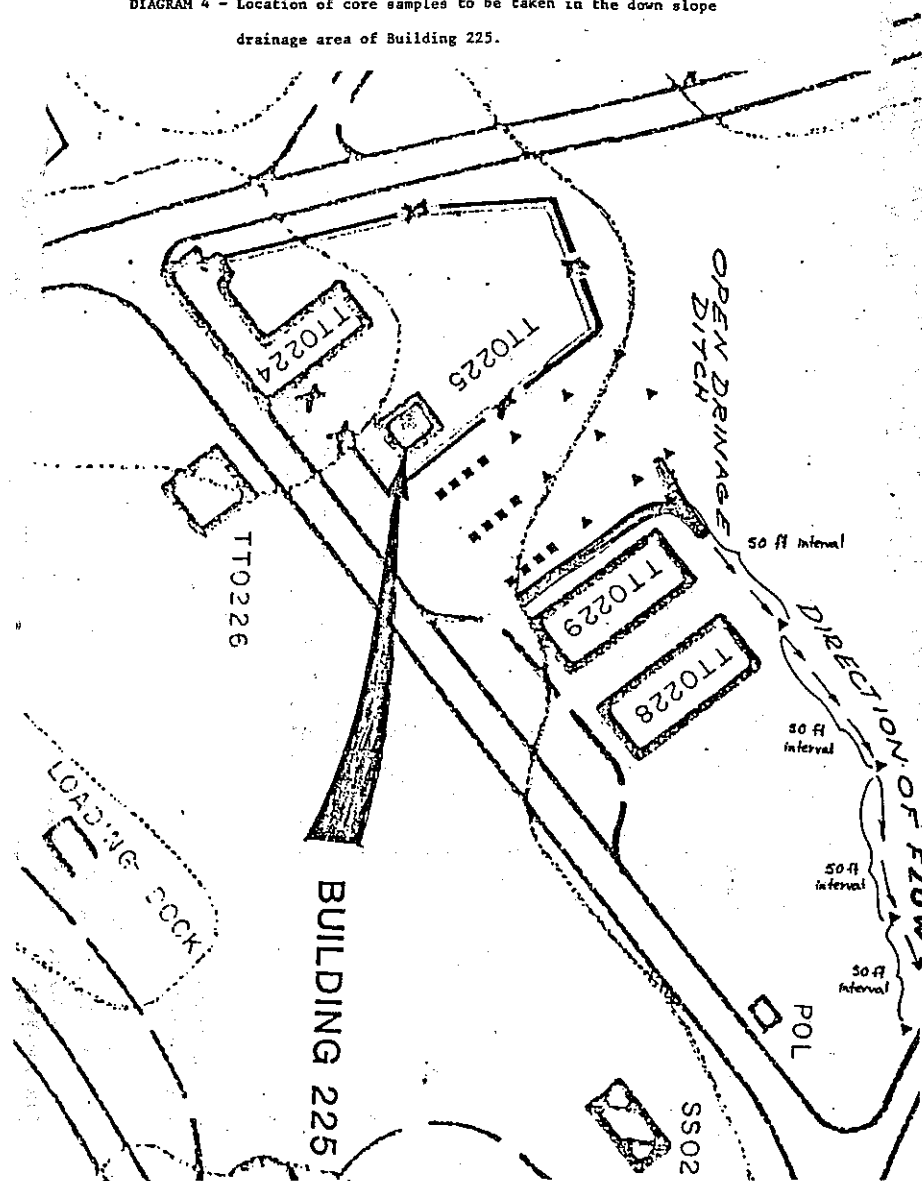 DIAGRAM 4 - Location of core samples to be taken in the down slope
drainage area of Building 225.
OPEN DRINAGE
DITCH
TT0224
TT0225
TT0226
TT0229
TT0228
50 ft interval
DIRECTION OF FLOW
50 ft
interval
50 ft
interval
50 ft
interval
LOADING DOCK
BUILDING 225
POL
SS02